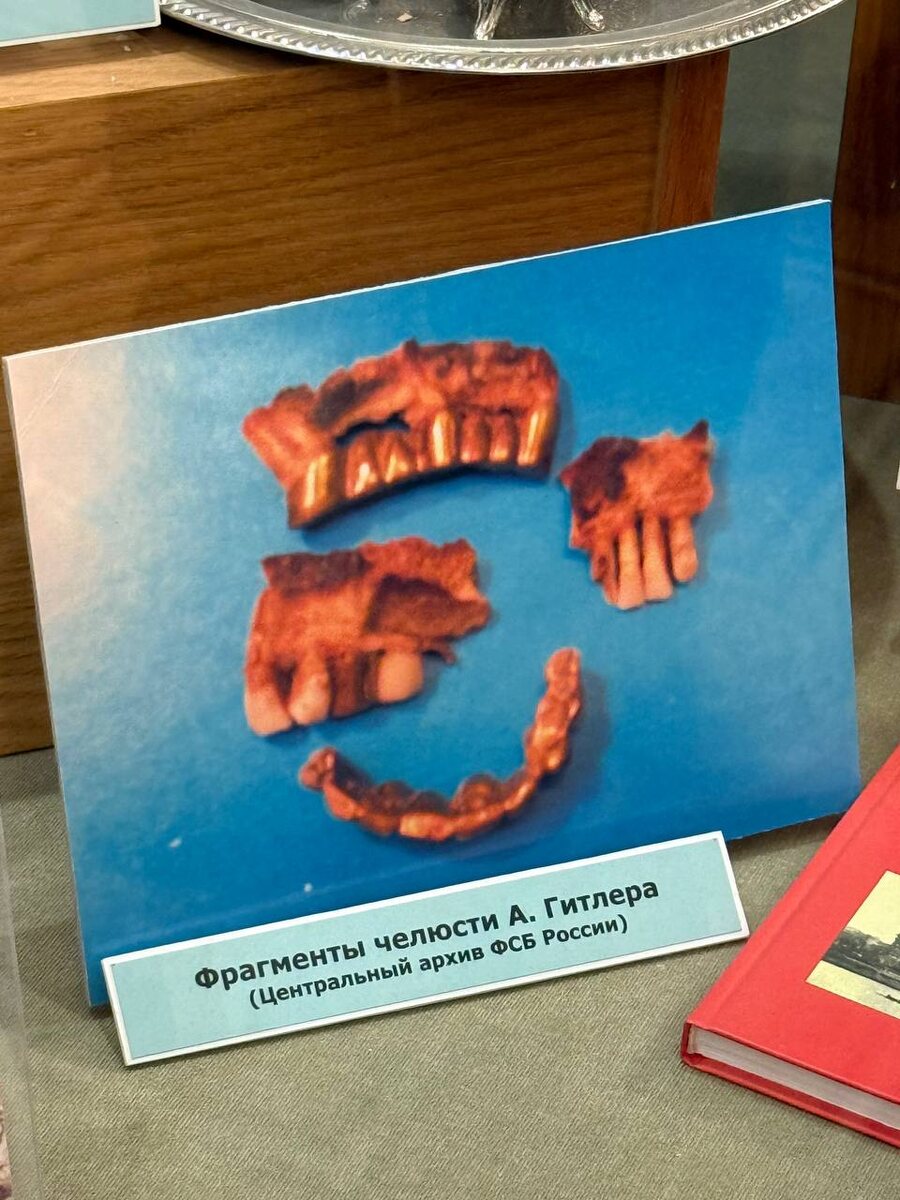 Фрагменты челюсти А. Гитлера
(Центральный архив ФСБ России)